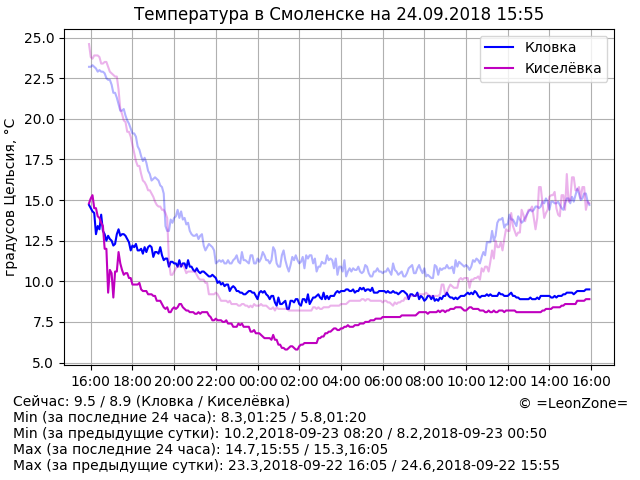 Температура в Смоленске на 24.09.2018 15:55
градусов Цельсия, °C
25.0
22.5
20.0
17.5
15.0
12.5
10.0
7.5
5.0
Кловка
Киселёвка
16:00 18:00 20:00 22:00 00:00 02:00 04:00 06:00 08:00 10:00 12:00 14:00 16:00
Сейчас: 9.5 / 8.9 (Кловка / Киселёвка)
© =LeonZone=
Min (за последние 24 часа): 8.3,01:25 / 5.8,01:20
Min (за предыдущие сутки): 10.2,2018-09-23 08:20 / 8.2,2018-09-23 00:50
Max (за последние 24 часа): 14.7,15:55 / 15.3,16:05
Max (за предыдущие сутки): 23.3,2018-09-22 16:05 / 24.6,2018-09-22 15:55